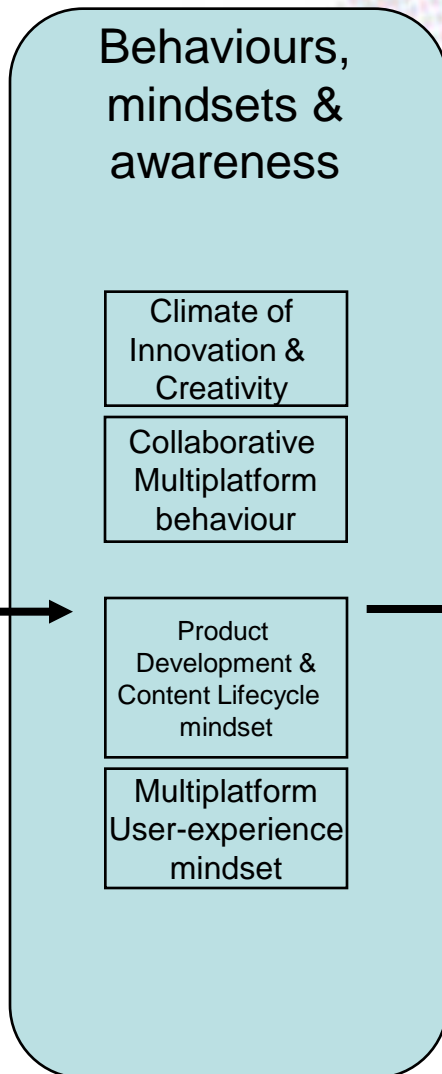 Behaviours,
mindsets &
awareness
Climate of
Innovation &
Creativity
Collaborative
Multiplatform
behaviour
Product
Development &
Content Lifecycle
mindset
Multiplatform
User-experience
mindset